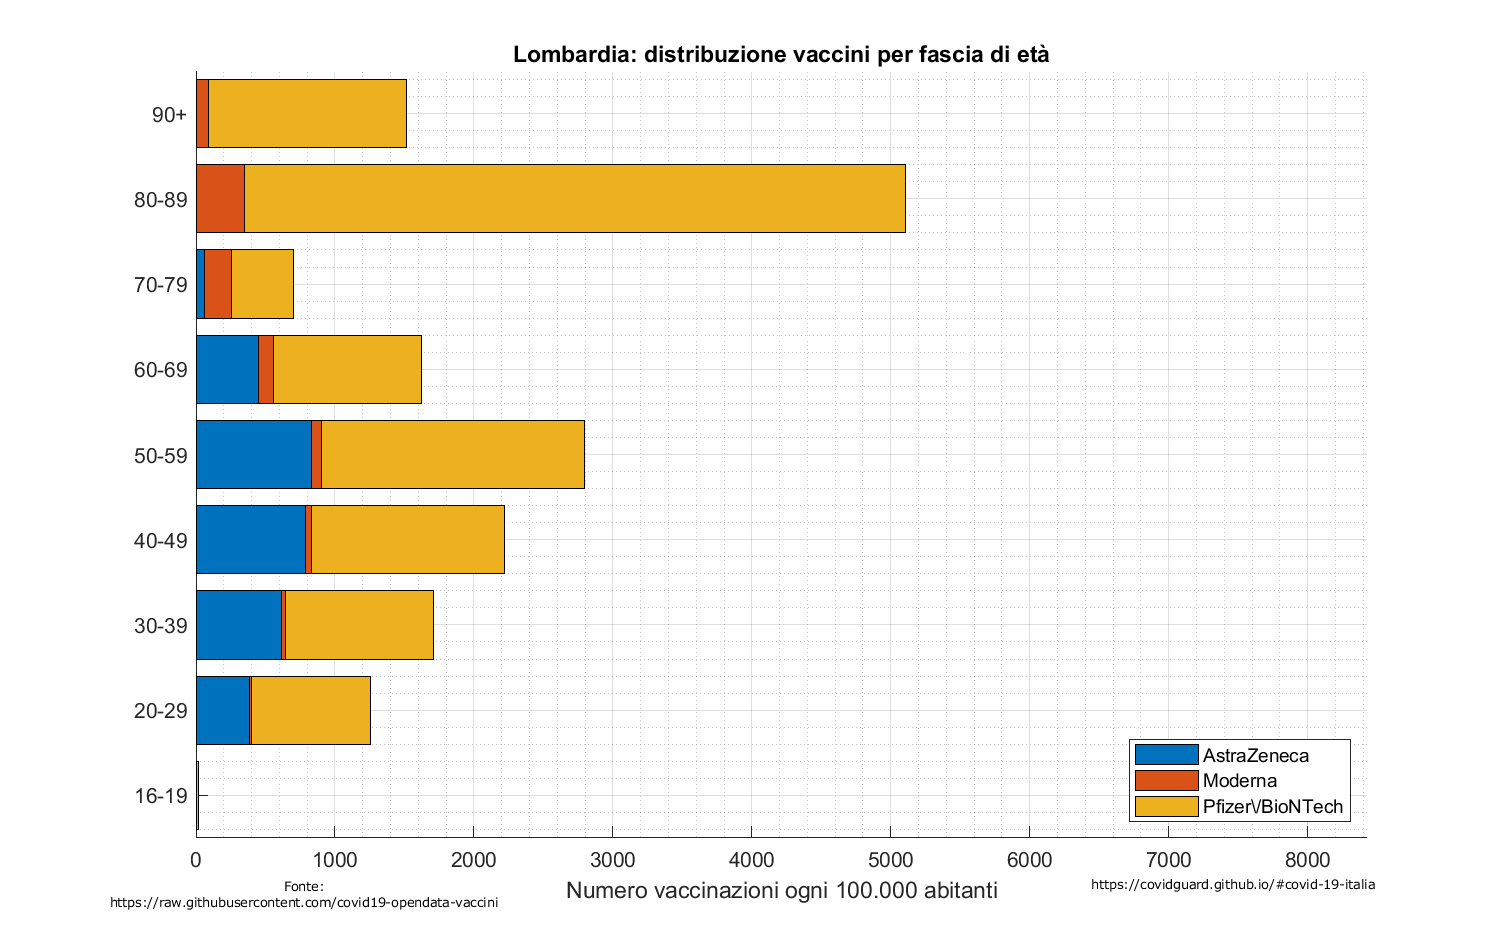 Lombardia: distribuzione vaccini per fascia di età
90+
80-89
70-79
60-69
50-59
40-49
30-39
20-29
16-19
AstraZeneca
Moderna
Pfizer\/BioNTech
0 1000 2000 3000 4000 5000 6000 7000 8000
Numero vaccinazioni ogni 100.000 abitanti
Fonte:
https://raw.githubusercontent.com/covid19-opendata-vaccini
https://covidguard.github.io/#covid-19-italia